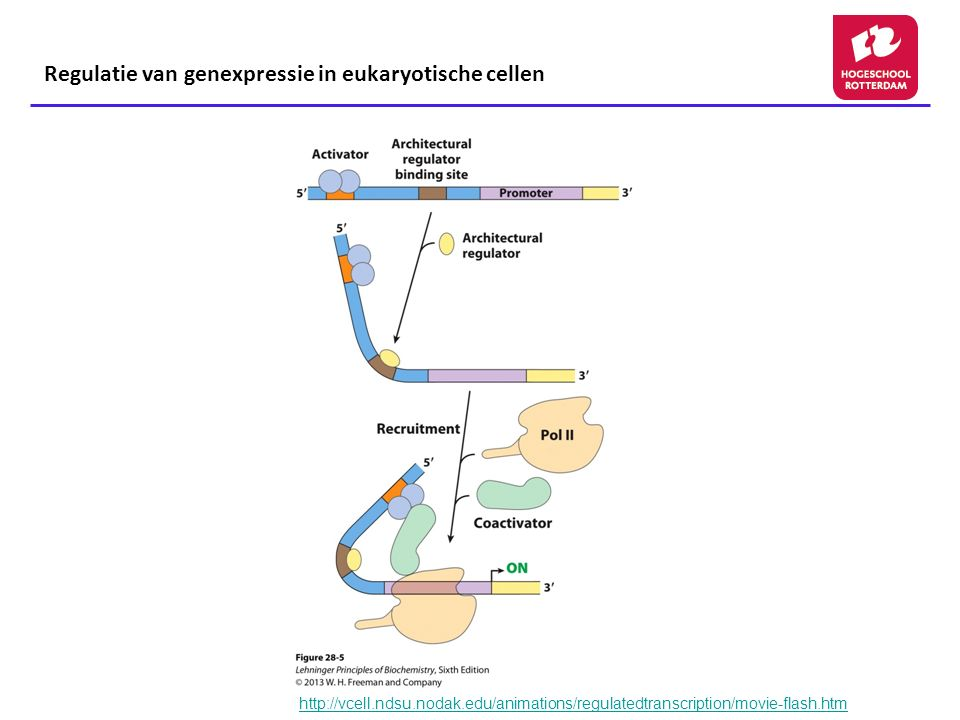 Regulatie van genexpressie in eukaryotische cellen
HOGESCHOOL
ROTTERDAM
Activator
Architectural
regulator
binding site
5′
Promoter
3′
5′
Architectural
regulator
3′
Recruitment
Pol II
5′
Coactivator
ON
3′
Figure 28-5
Lehninger Principles of Biochemistry, Sixth Edition
© 2013 W. H. Freeman and Company
http://vcell.ndsu.nodak.edu/animations/regulatedtranscription/movie-flash.htm